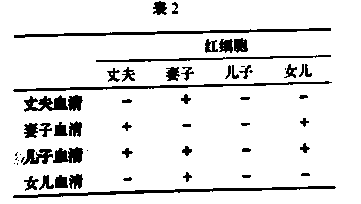 表 2
红细胞
丈夫 妻子 儿子 女儿
丈夫血清 － ＋ － －
妻子血清 ＋ － － ＋
儿子血清 ＋ ＋ － ＋
女儿血清 － ＋ － －